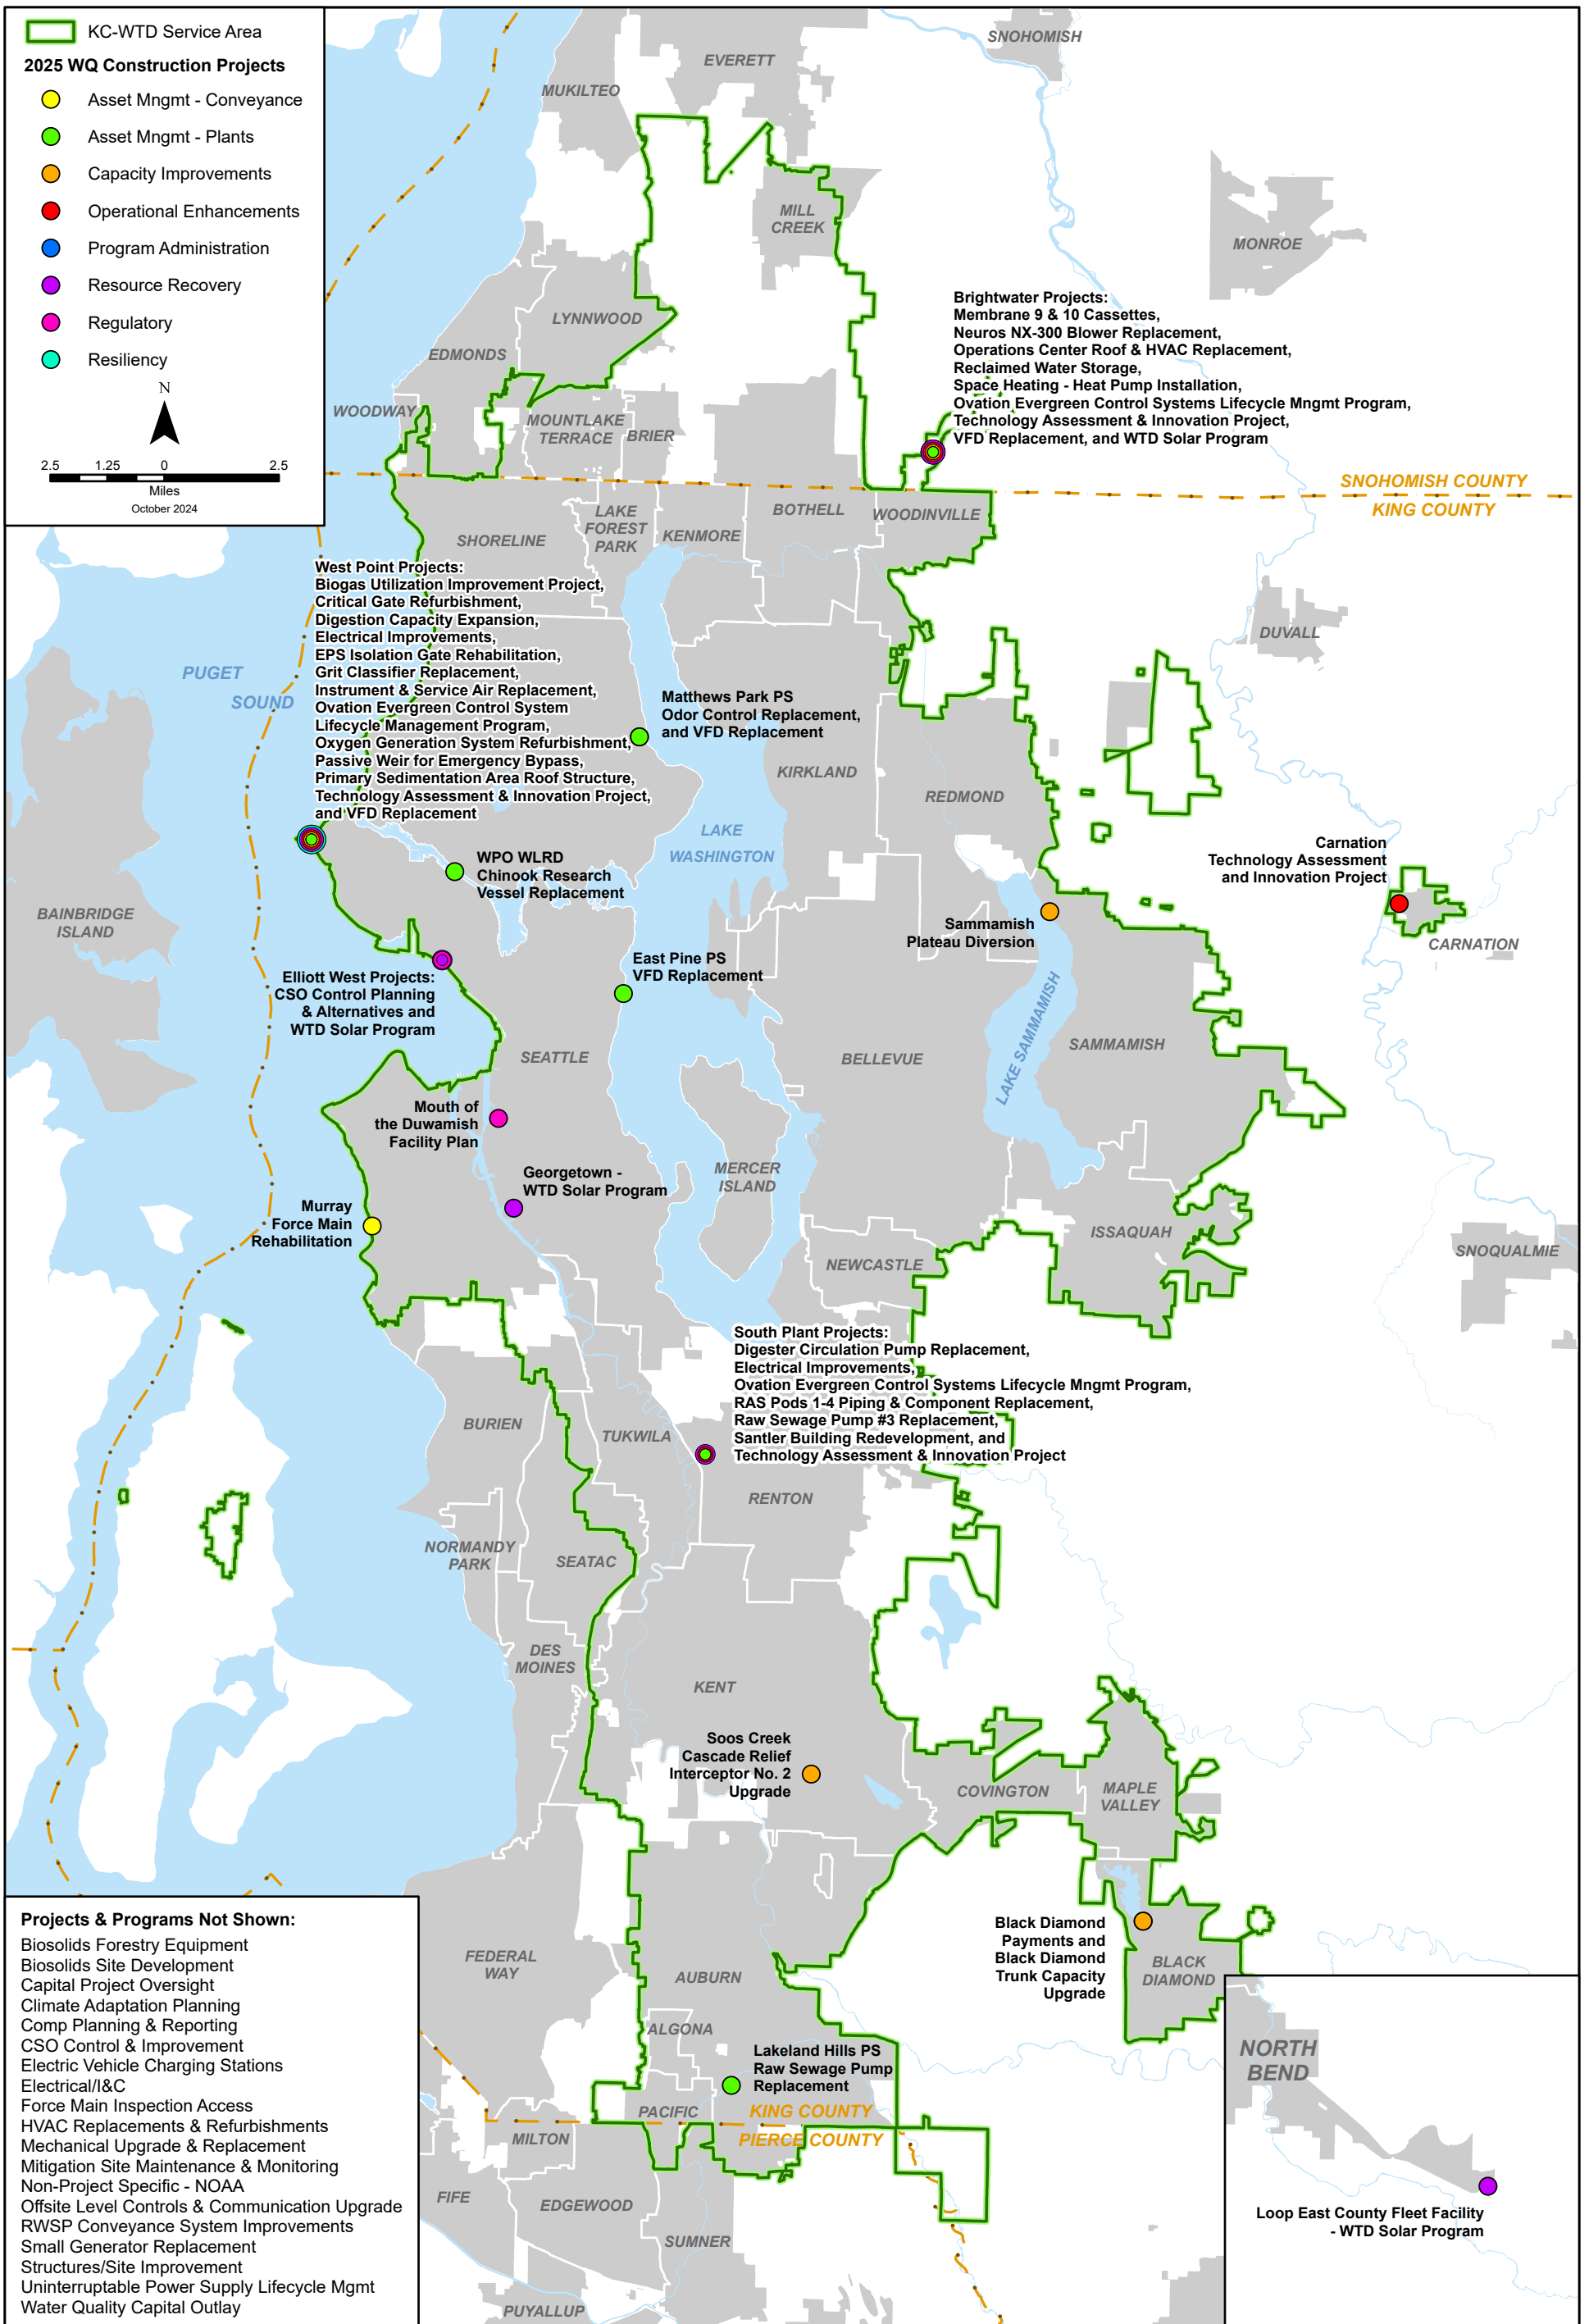 KC-WTD Service Area
2025 WQ Construction Projects
Asset Mngmt - Conveyance
Asset Mngmt - Plants
Capacity Improvements
Operational Enhancements
Program Administration
Resource Recovery
Regulatory
Resiliency
N
2.5 1.25 0 2.5
Miles
October 2024
SNOHOMISH
EVERETT
MUKILTEO
MILL
CREEK
MONROE
LYNNWOOD
EDMONDS
WOODWAY
MOUNTLAKE
TERRACE
BRIER
Brightwater Projects:
Membrane 9 & 10 Cassettes,
Neuros NX-300 Blower Replacement,
Operations Center Roof & HVAC Replacement,
Reclaimed Water Storage,
Space Heating - Heat Pump Installation,
Ovation Evergreen Control Systems Lifecycle Mngmt Program,
Technology Assessment & Innovation Project,
VFD Replacement, and WTD Solar Program
SNOHOMISH COUNTY
KING COUNTY
SHORELINE
LAKE
FOREST
PARK
KENMORE
BOTHELL
WOODINVILLE
DUVALL
PUGET
SOUND
West Point Projects:
Biogas Utilization Improvement Project,
Critical Gate Refurbishment,
Digestion Capacity Expansion,
Electrical Improvements,
EPS Isolation Gate Rehabilitation,
Grit Classifier Replacement,
Instrument & Service Air Replacement,
Ovation Evergreen Control System
Lifecycle Management Program,
Oxygen Generation System Refurbishment,
Passive Weir for Emergency Bypass,
Primary Sedimentation Area Roof Structure,
Technology Assessment & Innovation Project,
and VFD Replacement
Matthews Park PS
Odor Control Replacement,
and VFD Replacement
KIRKLAND
REDMOND
LAKE
WASHINGTON
WPO WLRD
Chinook Research
Vessel Replacement
Carnation
Technology Assessment
and Innovation Project
CARNATION
BAINBRIDGE
ISLAND
Sammamish
Plateau Diversion
East Pine PS
VFD Replacement
Elliott West Projects:
CSO Control Planning
& Alternatives and
WTD Solar Program
SEATTLE
BELLEVUE
LAKE SAMMAMISH
SAMMAMISH
Mouth of
the Duwamish
Facility Plan
MERCER
ISLAND
Georgetown -
WTD Solar Program
Murray
Force Main
Rehabilitation
NEWCASTLE
ISSAQUAH
SNOQUALMIE
South Plant Projects:
Digester Circulation Pump Replacement,
Electrical Improvements,
Ovation Evergreen Control Systems Lifecycle Mngmt Program,
RAS Pods 1-4 Piping & Component Replacement,
Raw Sewage Pump #3 Replacement,
Santler Building Redevelopment, and
Technology Assessment & Innovation Project
BURIEN
TUKWILA
RENTON
NORMANDY
PARK
SEATAC
DES
MOINES
KENT
Soos Creek
Cascade Relief
Interceptor No. 2
Upgrade
COVINGTON
MAPLE
VALLEY
Black Diamond
Payments and
Black Diamond
Trunk Capacity
Upgrade
BLACK
DIAMOND
FEDERAL
WAY
AUBURN
ALGONA
Lakeland Hills PS
Raw Sewage Pump
Replacement
PACIFIC
KING COUNTY
PIERCE COUNTY
MILTON
FIFE
EDGEWOOD
SUMNER
PUYALLUP
NORTH
BEND
Loop East County Fleet Facility
- WTD Solar Program
Projects & Programs Not Shown:
Biosolids Forestry Equipment
Biosolids Site Development
Capital Project Oversight
Climate Adaptation Planning
Comp Planning & Reporting
CSO Control & Improvement
Electric Vehicle Charging Stations
Electrical/I&C
Force Main Inspection Access
HVAC Replacements & Refurbishments
Mechanical Upgrade & Replacement
Mitigation Site Maintenance & Monitoring
Non-Project Specific - NOAA
Offsite Level Controls & Communication Upgrade
RWSP Conveyance System Improvements
Small Generator Replacement
Structures/Site Improvement
Uninterruptable Power Supply Lifecycle Mgmt
Water Quality Capital Outlay